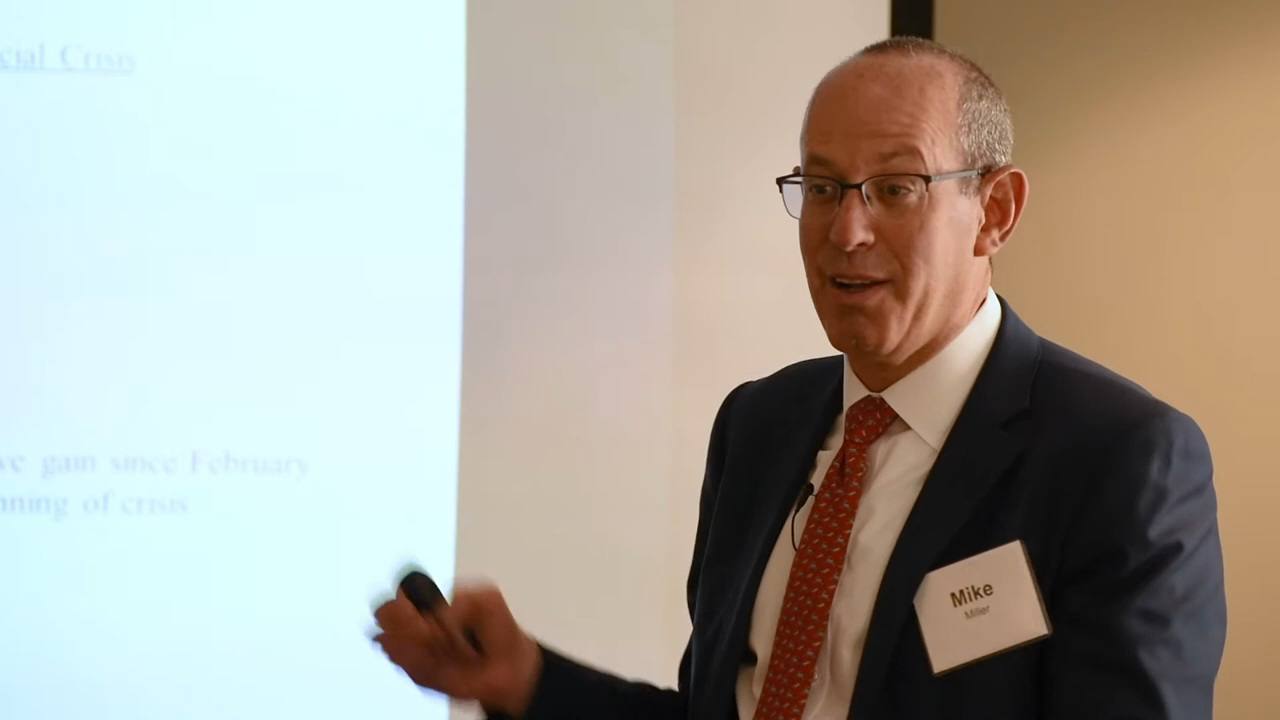 cial Crisis
ve gain since February
nning of crisis
Mike
Miller